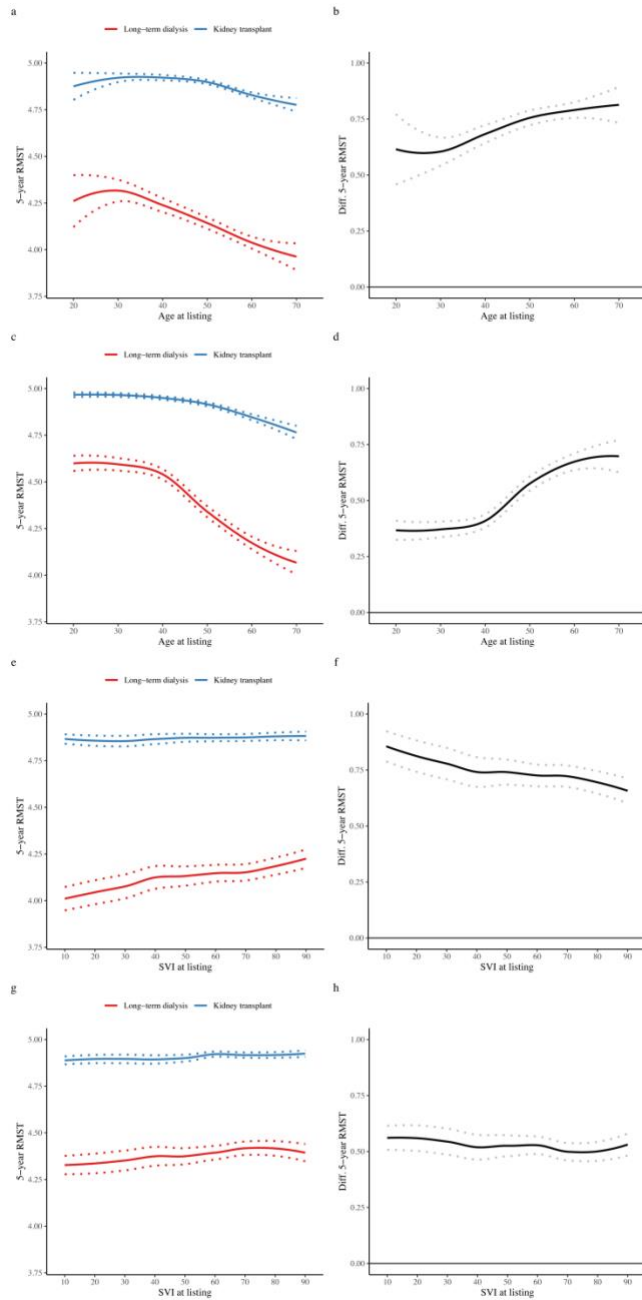 a
b
Long−term dialysis Kidney transplant
5.00
4.75
4.50
4.25
4.00
3.75
5−year RMST
20 30 40 50 60 70
Age at listing
1.00
0.75
0.50
0.25
0.00
Diff. 5−year RMST
20 30 40 50 60 70
Age at listing
c
d
Long−term dialysis Kidney transplant
5.00
4.75
4.50
4.25
4.00
3.75
5−year RMST
20 30 40 50 60 70
Age at listing
1.00
0.75
0.50
0.25
0.00
Diff. 5−year RMST
20 30 40 50 60 70
Age at listing
e
f
Long−term dialysis Kidney transplant
5.00
4.75
4.50
4.25
4.00
3.75
5−year RMST
10 20 30 40 50 60 70 80 90
SVI at listing
1.00
0.75
0.50
0.25
0.00
Diff. 5−year RMST
10 20 30 40 50 60 70 80 90
SVI at listing
g
h
Long−term dialysis Kidney transplant
5.00
4.75
4.50
4.25
4.00
3.75
5−year RMST
10 20 30 40 50 60 70 80 90
SVI at listing
1.00
0.75
0.50
0.25
0.00
Diff. 5−year RMST
10 20 30 40 50 60 70 80 90
SVI at listing